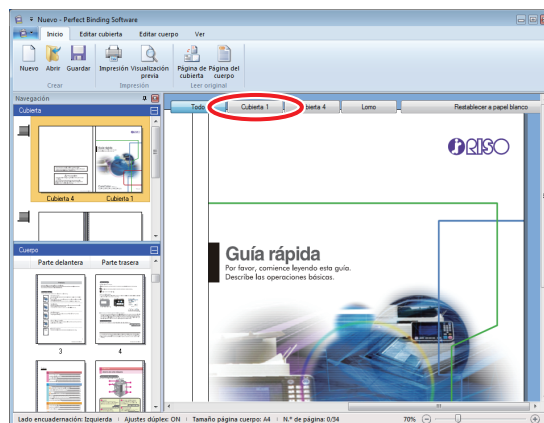 Nuevo - Perfect Binding Software
Inicio Editar cubierta Editar cuerpo Ver
Nuevo Abrir Guardar Impresión Visualización previa Página de cubierta Página del cuerpo
Crear Impresión Leer original
Navegación
Cubierta
Cubierta 4 Cubierta 1
Cuerpo
Parte delantera Parte trasera
3 4
Todo Cubierta 1 bierta 4 Lomo Restablecer a papel blanco
RISO
Guía rápida
Por favor, comience leyendo esta guía.
Describe las operaciones básicas.
Lado encuadernación: Izquierda Ajustes dúplex: ON Tamaño página cuerpo: A4 N.º de página: 0/34 70%